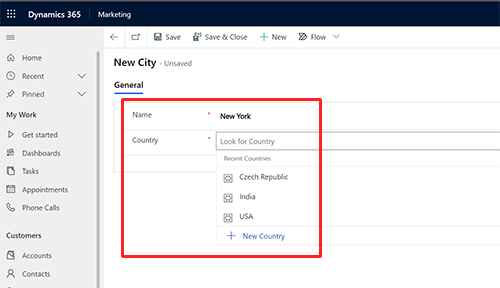 Dynamics 365 Marketing
Save Save & Close New Flow
Home
Recent
Pinned
My Work
Get started
Dashboards
Tasks
Appointments
Phone Calls
Customers
Accounts
Contacts
New City - Unsaved
General
Name * New York
Country * Look for Country
Recent Countries
Czech Republic
India
USA
New Country